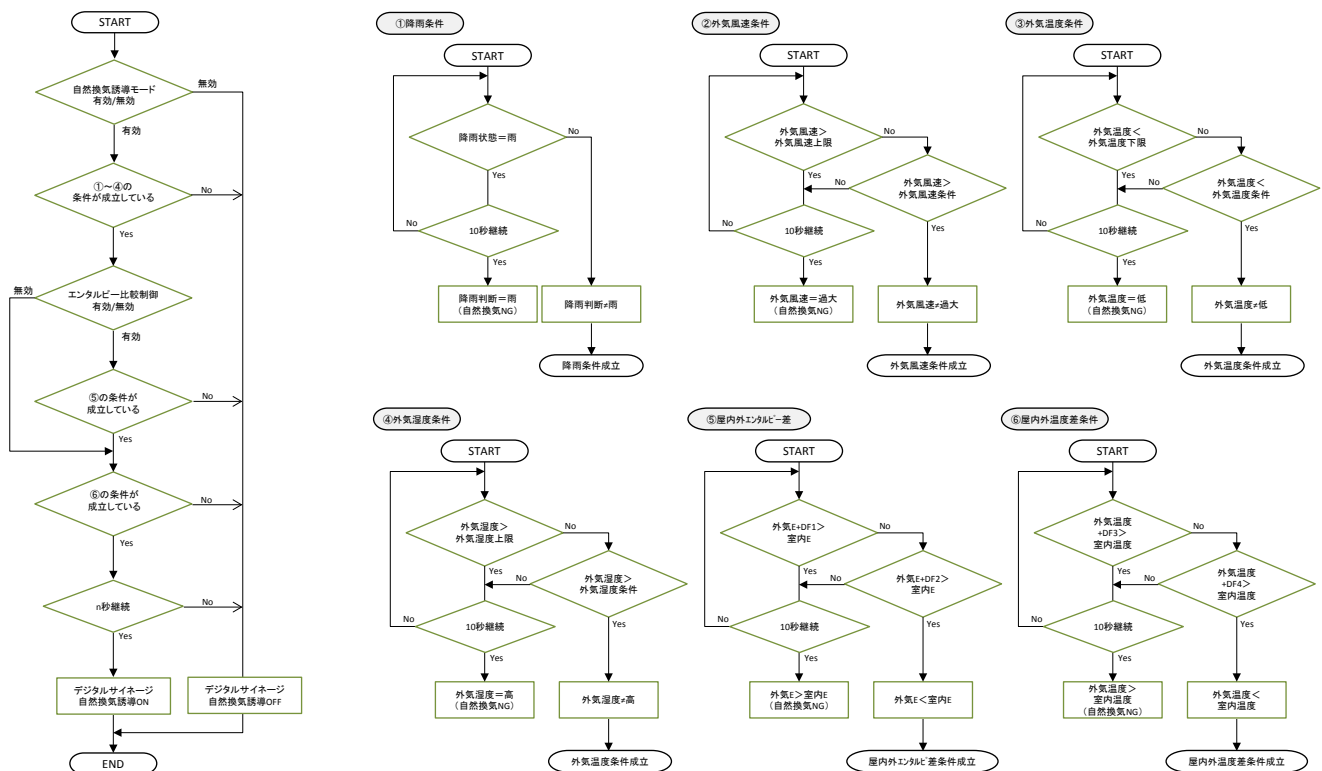 START
自然換気誘導モード
有効/無効
無効
有効
①～④の
条件が成立している
No
Yes
エンタルピー比較制御
有効/無効
無効
有効
⑤の条件が
成立している
No
Yes
⑥の条件が
成立している
No
Yes
n秒継続
No
Yes
デジタルサイネージ
自然換気誘導ON
デジタルサイネージ
自然換気誘導OFF
END
①降雨条件
START
降雨状態＝雨
No
Yes
10秒継続
No
Yes
降雨判断＝雨
（自然換気NG）
降雨判断≠雨
降雨条件成立
②外気風速条件
START
外気風速＞
外気風速上限
No
Yes
外気風速＞
外気風速条件
No
Yes
10秒継続
No
Yes
外気風速＝過大
（自然換気NG）
外気風速≠過大
外気風速条件成立
③外気温度条件
START
外気温度＜
外気温度下限
No
Yes
外気温度＜
外気温度条件
No
Yes
10秒継続
No
Yes
外気温度＝低
（自然換気NG）
外気温度≠低
外気温度条件成立
④外気湿度条件
START
外気湿度＞
外気湿度上限
No
Yes
外気湿度＞
外気湿度条件
No
Yes
10秒継続
No
Yes
外気湿度＝高
（自然換気NG）
外気湿度≠高
外気温度条件成立
⑤屋内外ｴﾝﾀﾙﾋﾟｰ差
START
外気E+DF1＞
室内E
No
Yes
外気E+DF2＞
室内E
No
Yes
10秒継続
No
Yes
外気E＞室内E
（自然換気NG）
外気E＜室内E
屋内外ｴﾝﾀﾙﾋﾟ差条件成立
⑥屋内外温度差条件
START
外気温度
+DF3＞
室内温度
No
Yes
外気温度
+DF4＞
室内温度
No
Yes
10秒継続
No
Yes
外気温度＞
室内温度
（自然換気NG）
外気温度＜
室内温度
屋内外温度差条件成立